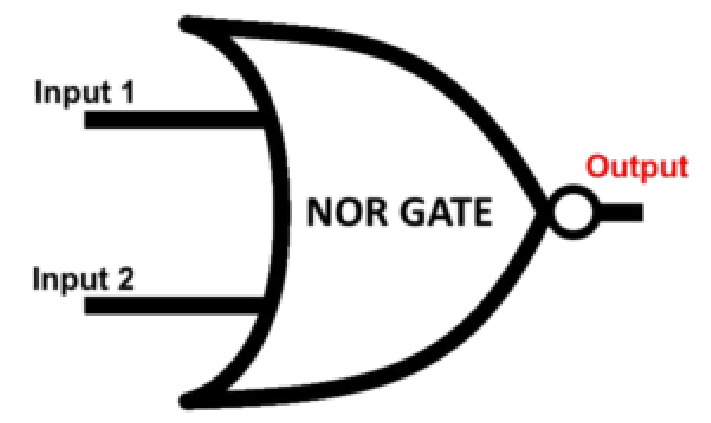 Input 1
Output
NOR GATE
Input 2